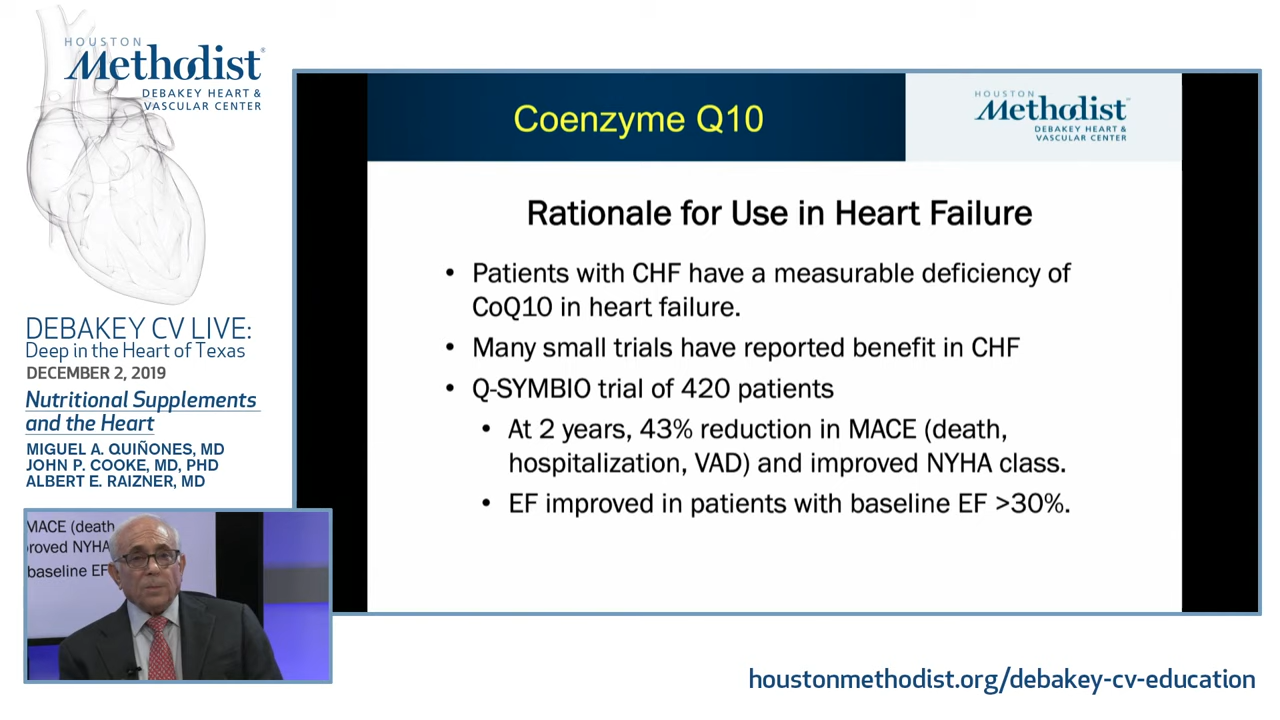 HOUSTON
Methodist
DEBAKEY HEART &
VASCULAR CENTER
DEBAKEY CV LIVE:
Deep in the Heart of Texas
DECEMBER 2, 2019
Nutritional Supplements
and the Heart
MIGUEL A. QUIÑONES, MD
JOHN P. COOKE, MD, PHD
ALBERT E. RAIZNER, MD
Coenzyme Q10
HOUSTON
Methodist
DEBAKEY HEART &
VASCULAR CENTER
Rationale for Use in Heart Failure
• Patients with CHF have a measurable deficiency of
CoQ10 in heart failure.
• Many small trials have reported benefit in CHF
• Q-SYMBIO trial of 420 patients
• At 2 years, 43% reduction in MACE (death,
hospitalization, VAD) and improved NYHA class.
• EF improved in patients with baseline EF >30%.
MACE (death
roved NYHA
baseline EF
houstonmethodist.org/debakey-cv-education